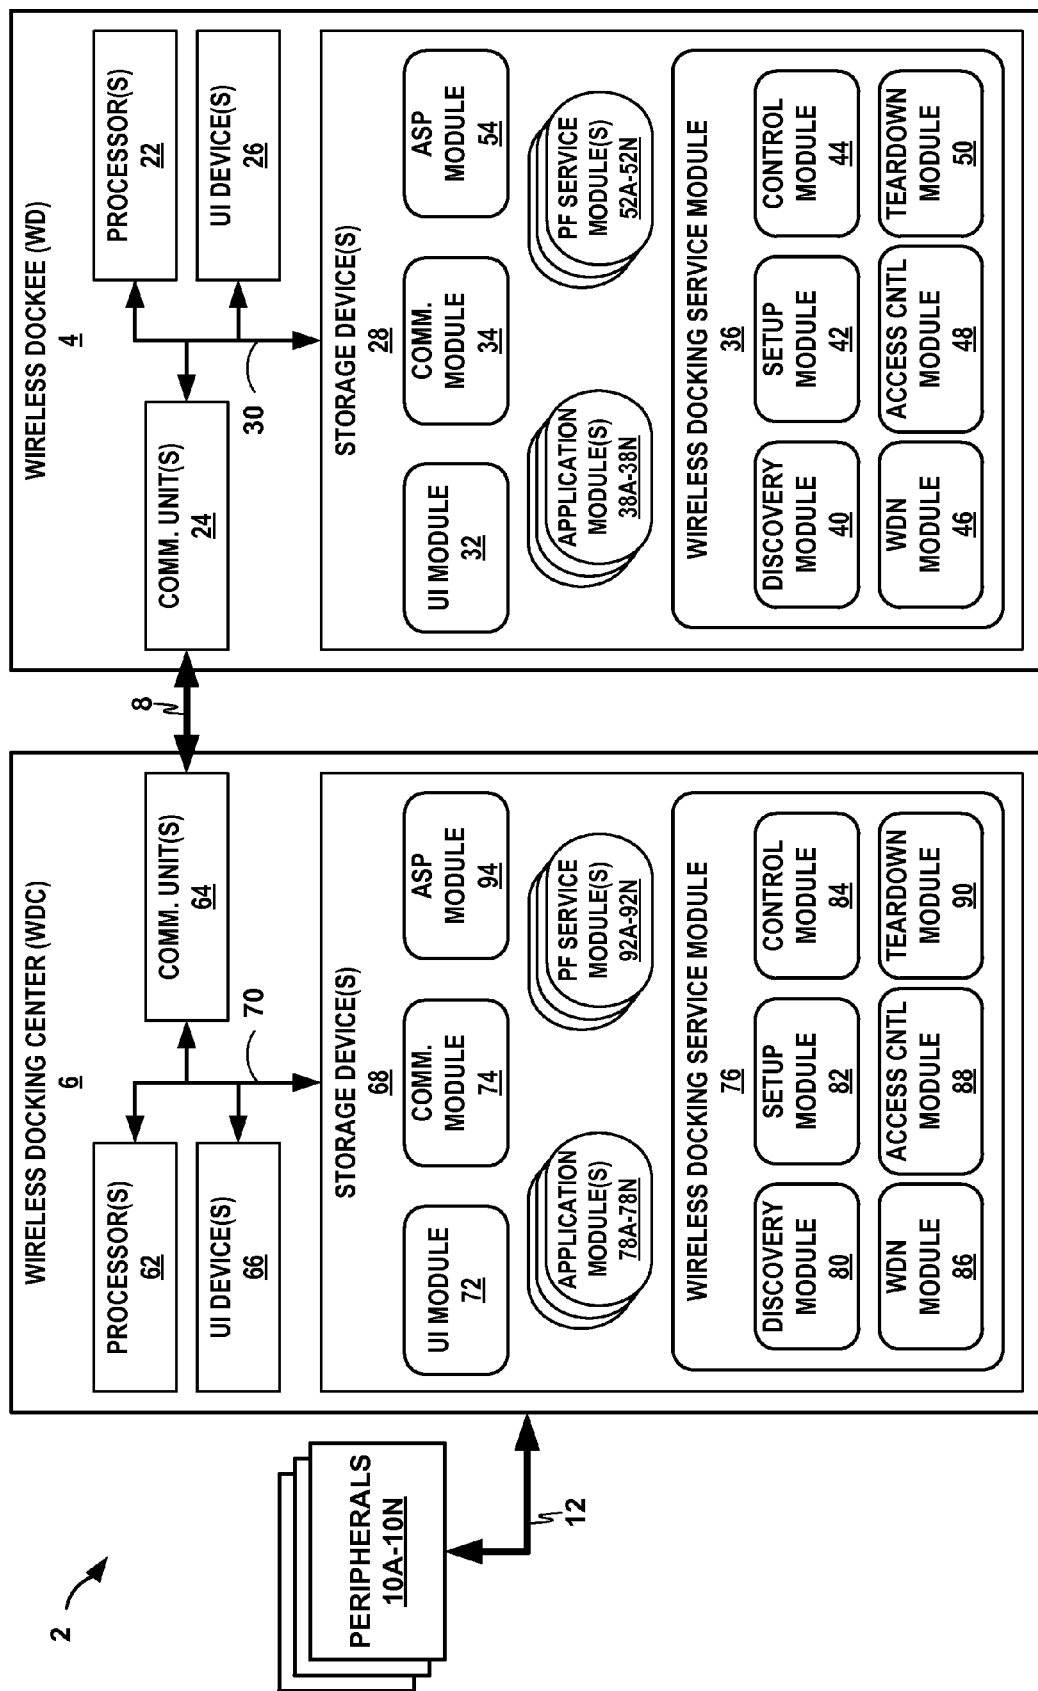 2
PERIPHERALS
10A-10N
12
WIRELESS DOCKING CENTER (WDC)
6
PROCESSOR(S)
62
UI DEVICE(S)
66
COMM. UNIT(S)
64
70
STORAGE DEVICE(S)
68
UI MODULE
72
COMM.
MODULE
74
ASP
MODULE
94
APPLICATION
MODULE(S)
78A-78N
PF SERVICE
MODULE(S)
92A-92N
WIRELESS DOCKING SERVICE MODULE
76
DISCOVERY
MODULE
80
SETUP
MODULE
82
CONTROL
MODULE
84
WDN
MODULE
86
ACCESS CNTL
MODULE
88
TEARDOWN
MODULE
90
8
WIRELESS DOCKEE (WD)
4
COMM. UNIT(S)
24
PROCESSOR(S)
22
UI DEVICE(S)
26
30
STORAGE DEVICE(S)
28
UI MODULE
32
COMM.
MODULE
34
ASP
MODULE
54
APPLICATION
MODULE(S)
38A-38N
PF SERVICE
MODULE(S)
52A-52N
WIRELESS DOCKING SERVICE MODULE
36
DISCOVERY
MODULE
40
SETUP
MODULE
42
CONTROL
MODULE
44
WDN
MODULE
46
ACCESS CNTL
MODULE
48
TEARDOWN
MODULE
50